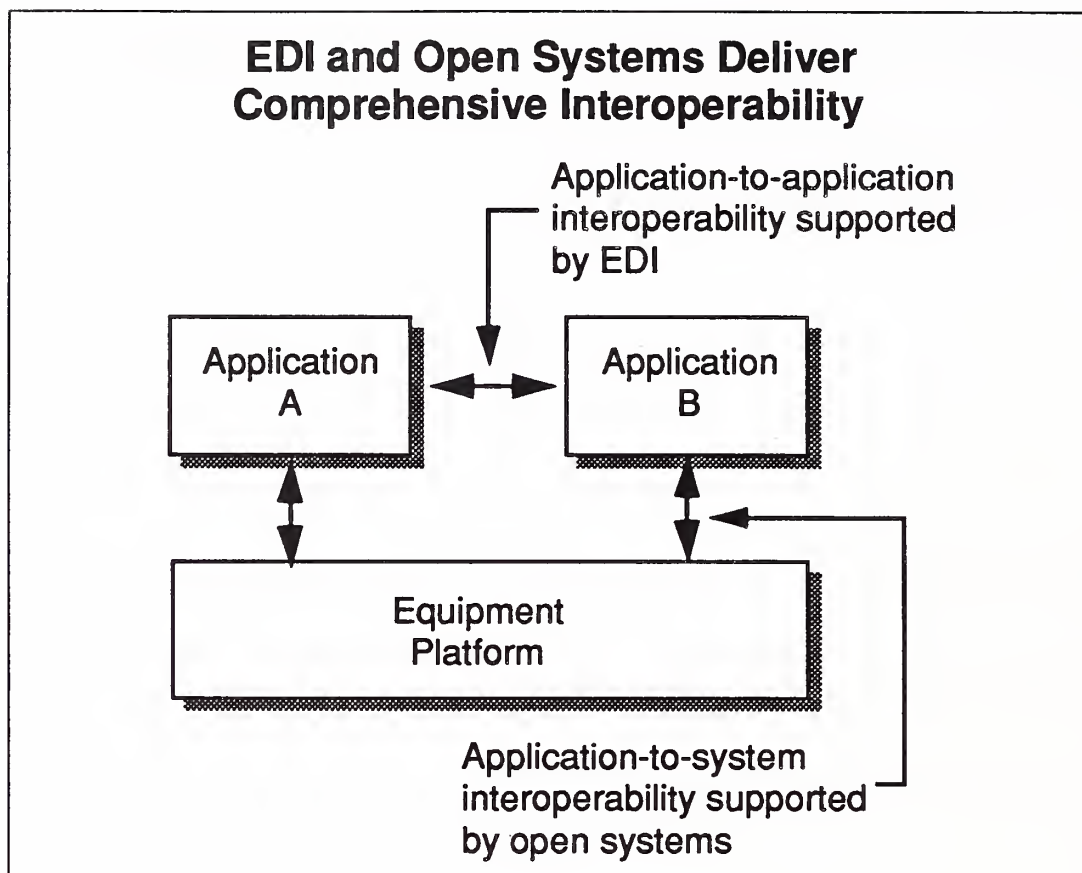 EDI and Open Systems Deliver
Comprehensive Interoperability
Application-to-application
interoperability supported
by EDI
Application
A
Application
B
Equipment
Platform
Application-to-system
interoperability supported
by open systems